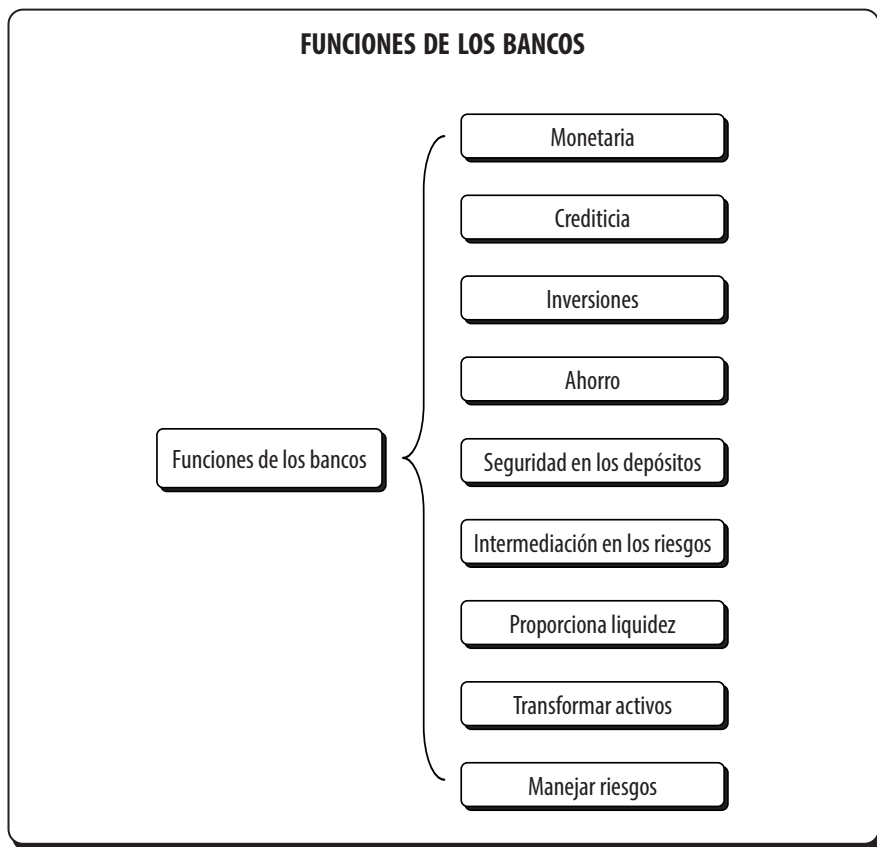 FUNCIONES DE LOS BANCOS
Funciones de los bancos
Monetaria
Crediticia
Inversiones
Ahorro
Seguridad en los depósitos
Intermediación en los riesgos
Proporciona liquidez
Transformar activos
Manejar riesgos